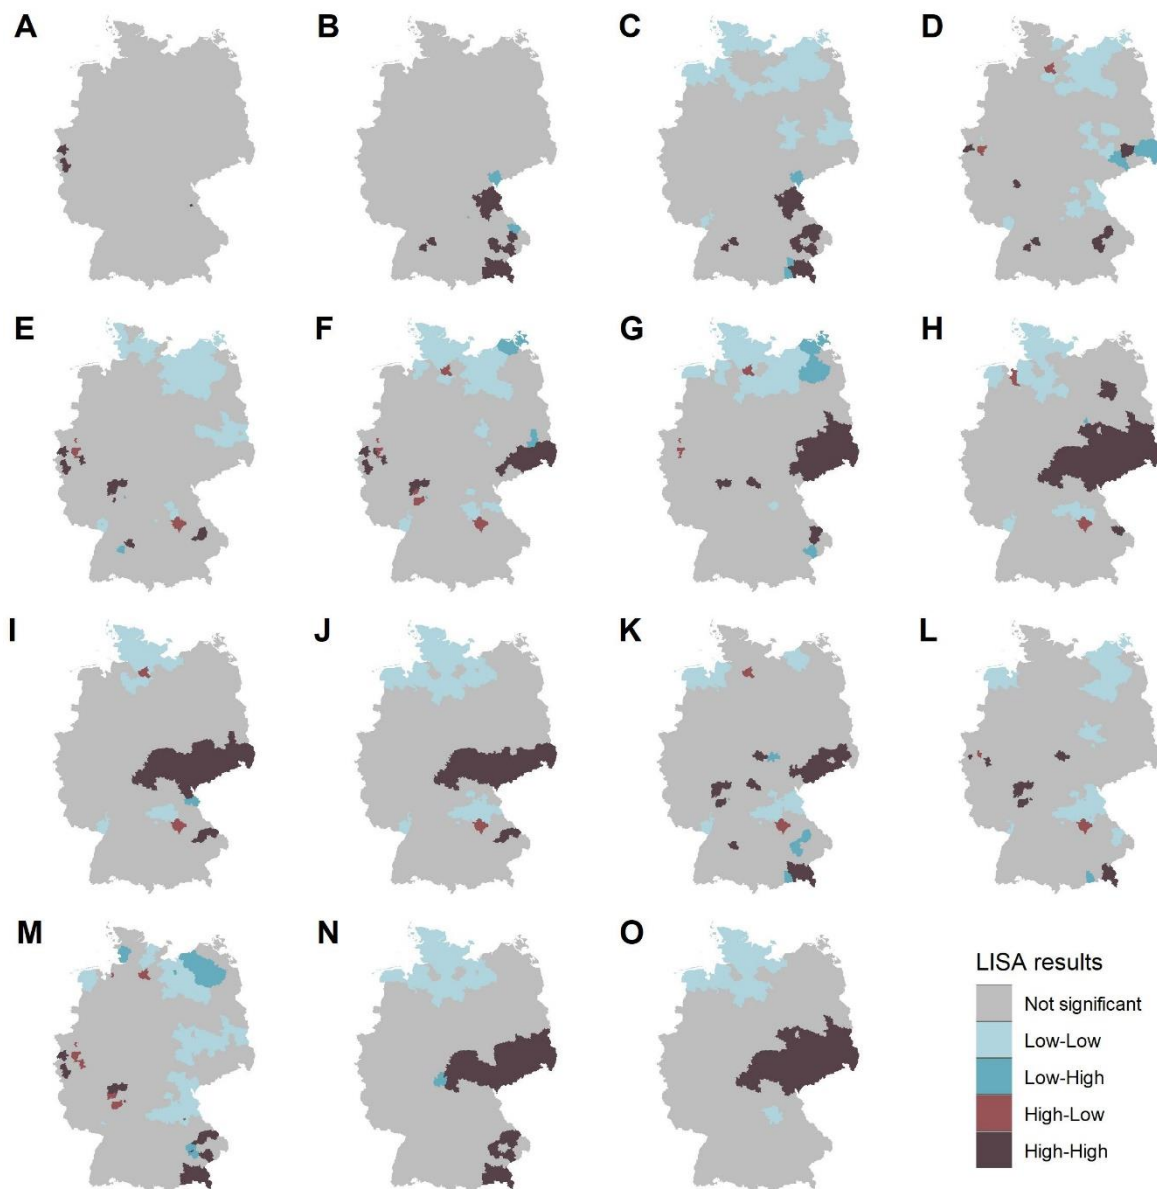 A
B
C
D
E
F
G
H
I
J
K
L
M
N
O
LISA results
Not significant
Low-Low
Low-High
High-Low
High-High